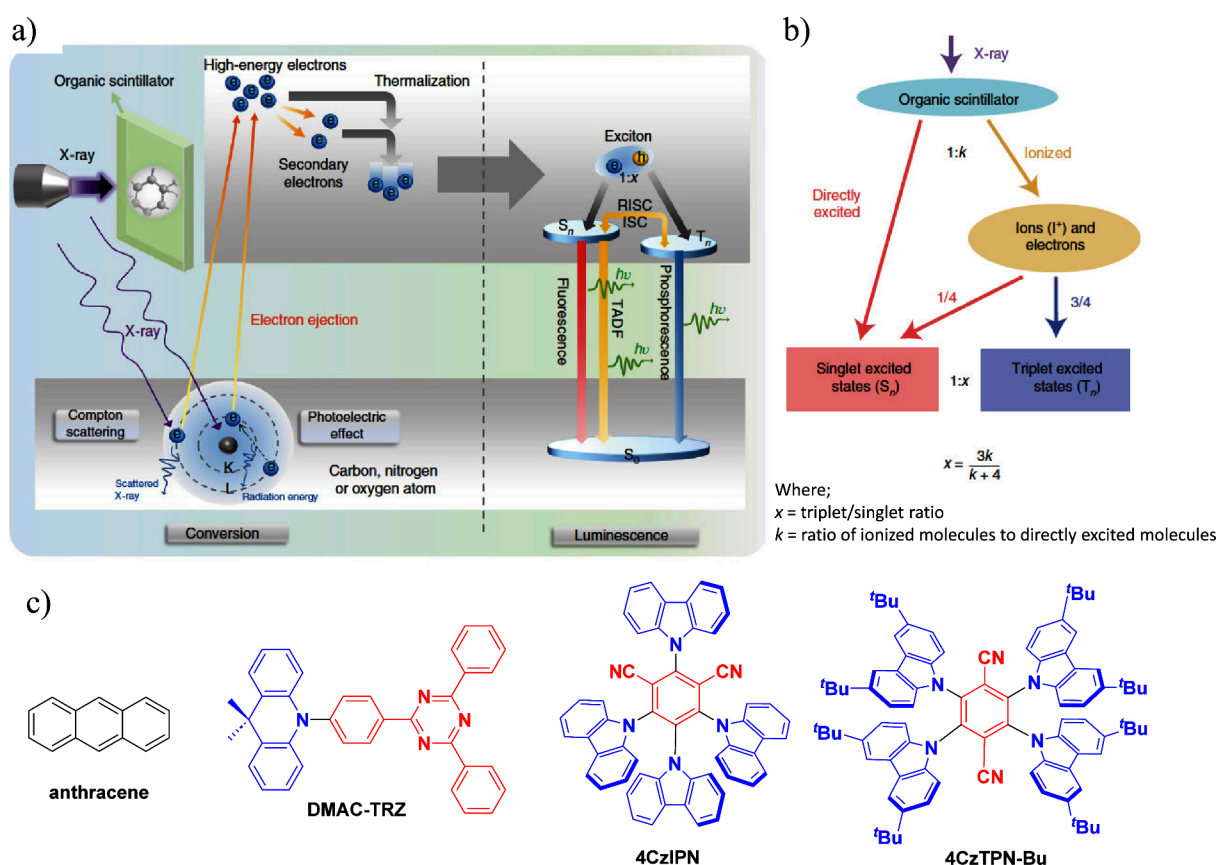 a)
Organic scintillator
X-ray
High-energy electrons
e e e e e
Thermalization
e
e
Secondary
electrons
e e e e
X-ray
Electron ejection
Compton
scattering
Photoelectric
effect
e
e
e
K
L
Scattered
X-ray
Radiation energy
Carbon, nitrogen
or oxygen atom
Conversion
Exciton
e h
1:x
RISC
ISC
Sn
Tn
Fluorescence
TADF
Phosphorescence
hν
hν
hν
S0
Luminescence
b)
X-ray
Organic scintillator
1:k
Ionized
Directly
excited
Ions (I⁺) and
electrons
1/4
3/4
Singlet excited
states (Sn)
1:x
Triplet excited
states (Tn)
x = 3k / k + 4
Where;
x = triplet/singlet ratio
k = ratio of ionized molecules to directly excited molecules
c)
anthracene
N
N
N
N
DMAC-TRZ
N
NC
CN
N
N
N
4CzIPN
tBu
tBu
tBu
tBu
CN
N
N
tBu
tBu
N
N
CN
tBu
tBu
4CzTPN-Bu